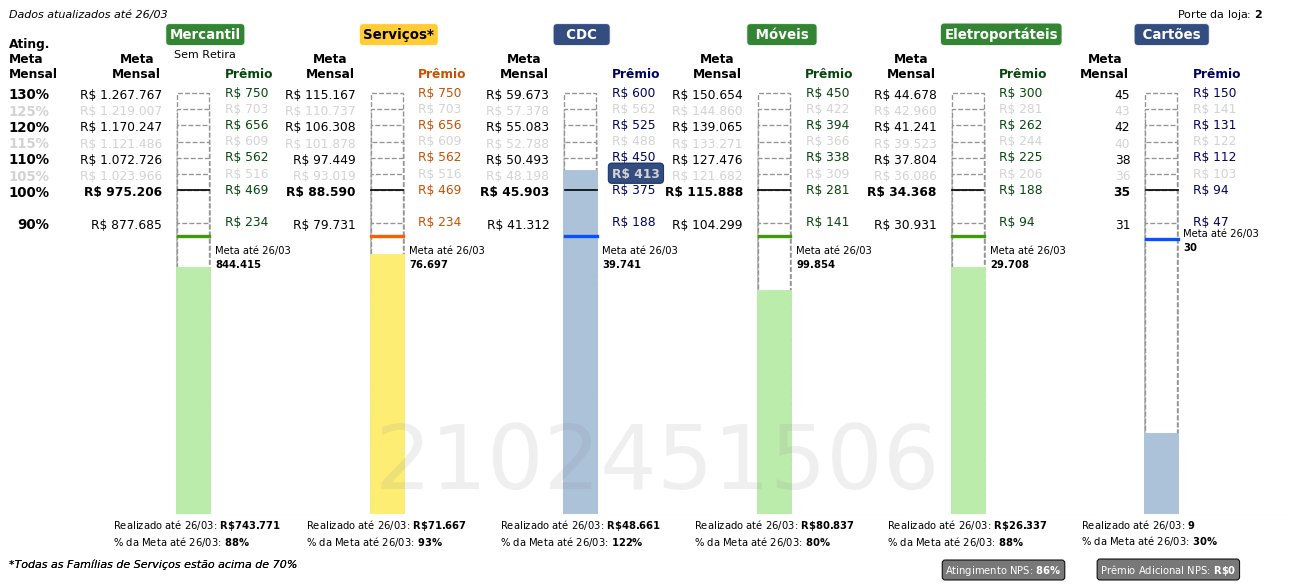 Dados atualizados até 26/03
Porte da loja: 2
Mercantil Serviços* CDC Móveis Eletroportáteis Cartões
Sem Retira
Ating. Meta Mensal
Meta Mensal Prêmio Meta Mensal Prêmio Meta Mensal Prêmio Meta Mensal Prêmio Meta Mensal Prêmio Meta Mensal Prêmio
130% R$ 1.267.767 R$ 750 R$ 115.167 R$ 750 R$ 59.673 R$ 600 R$ 150.654 R$ 450 R$ 44.678 R$ 300 45 R$ 150
125% R$ 1.219.007 R$ 703 R$ 110.737 R$ 703 R$ 57.378 R$ 562 R$ 144.860 R$ 422 R$ 42.960 R$ 281 43 R$ 141
120% R$ 1.170.247 R$ 656 R$ 106.308 R$ 656 R$ 55.083 R$ 525 R$ 139.065 R$ 394 R$ 41.241 R$ 262 42 R$ 131
115% R$ 1.121.486 R$ 609 R$ 101.878 R$ 609 R$ 52.788 R$ 488 R$ 133.271 R$ 366 R$ 39.523 R$ 244 40 R$ 122
110% R$ 1.072.726 R$ 562 R$ 97.449 R$ 562 R$ 50.493 R$ 450 R$ 127.476 R$ 338 R$ 37.804 R$ 225 38 R$ 112
105% R$ 1.023.966 R$ 516 R$ 93.019 R$ 516 R$ 48.198 R$ 413 R$ 121.682 R$ 309 R$ 36.086 R$ 206 36 R$ 103
100% R$ 975.206 R$ 469 R$ 88.590 R$ 469 R$ 45.903 R$ 375 R$ 115.888 R$ 281 R$ 34.368 R$ 188 35 R$ 94
90% R$ 877.685 R$ 234 R$ 79.731 R$ 234 R$ 41.312 R$ 188 R$ 104.299 R$ 141 R$ 30.931 R$ 94 31 R$ 47
Meta até 26/03 Meta até 26/03 Meta até 26/03 Meta até 26/03 Meta até 26/03 Meta até 26/03
844.415 76.697 39.741 99.854 29.708 30
2102451506
Realizado até 26/03: R$743.771 Realizado até 26/03: R$71.667 Realizado até 26/03: R$48.661 Realizado até 26/03: R$80.837 Realizado até 26/03: R$26.337 Realizado até 26/03: 9
% da Meta até 26/03: 88% % da Meta até 26/03: 93% % da Meta até 26/03: 122% % da Meta até 26/03: 80% % da Meta até 26/03: 88% % da Meta até 26/03: 30%
*Todas as Famílias de Serviços estão acima de 70%
Atingimento NPS: 86% Prêmio Adicional NPS: R$0